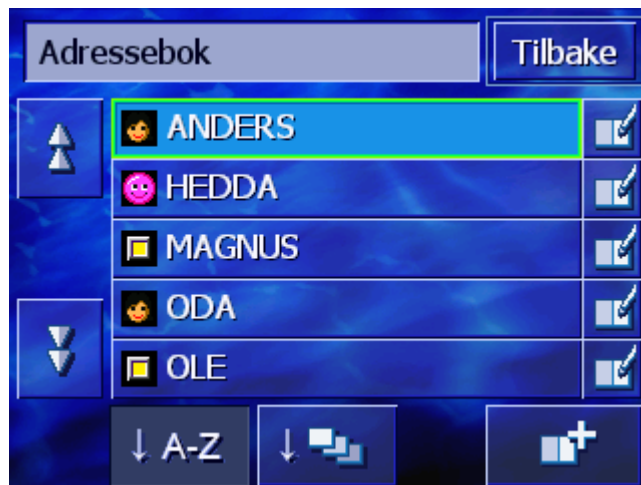 Adressebok
Tilbake
ANDERS
HEDDA
MAGNUS
ODA
OLE
↓ A-Z